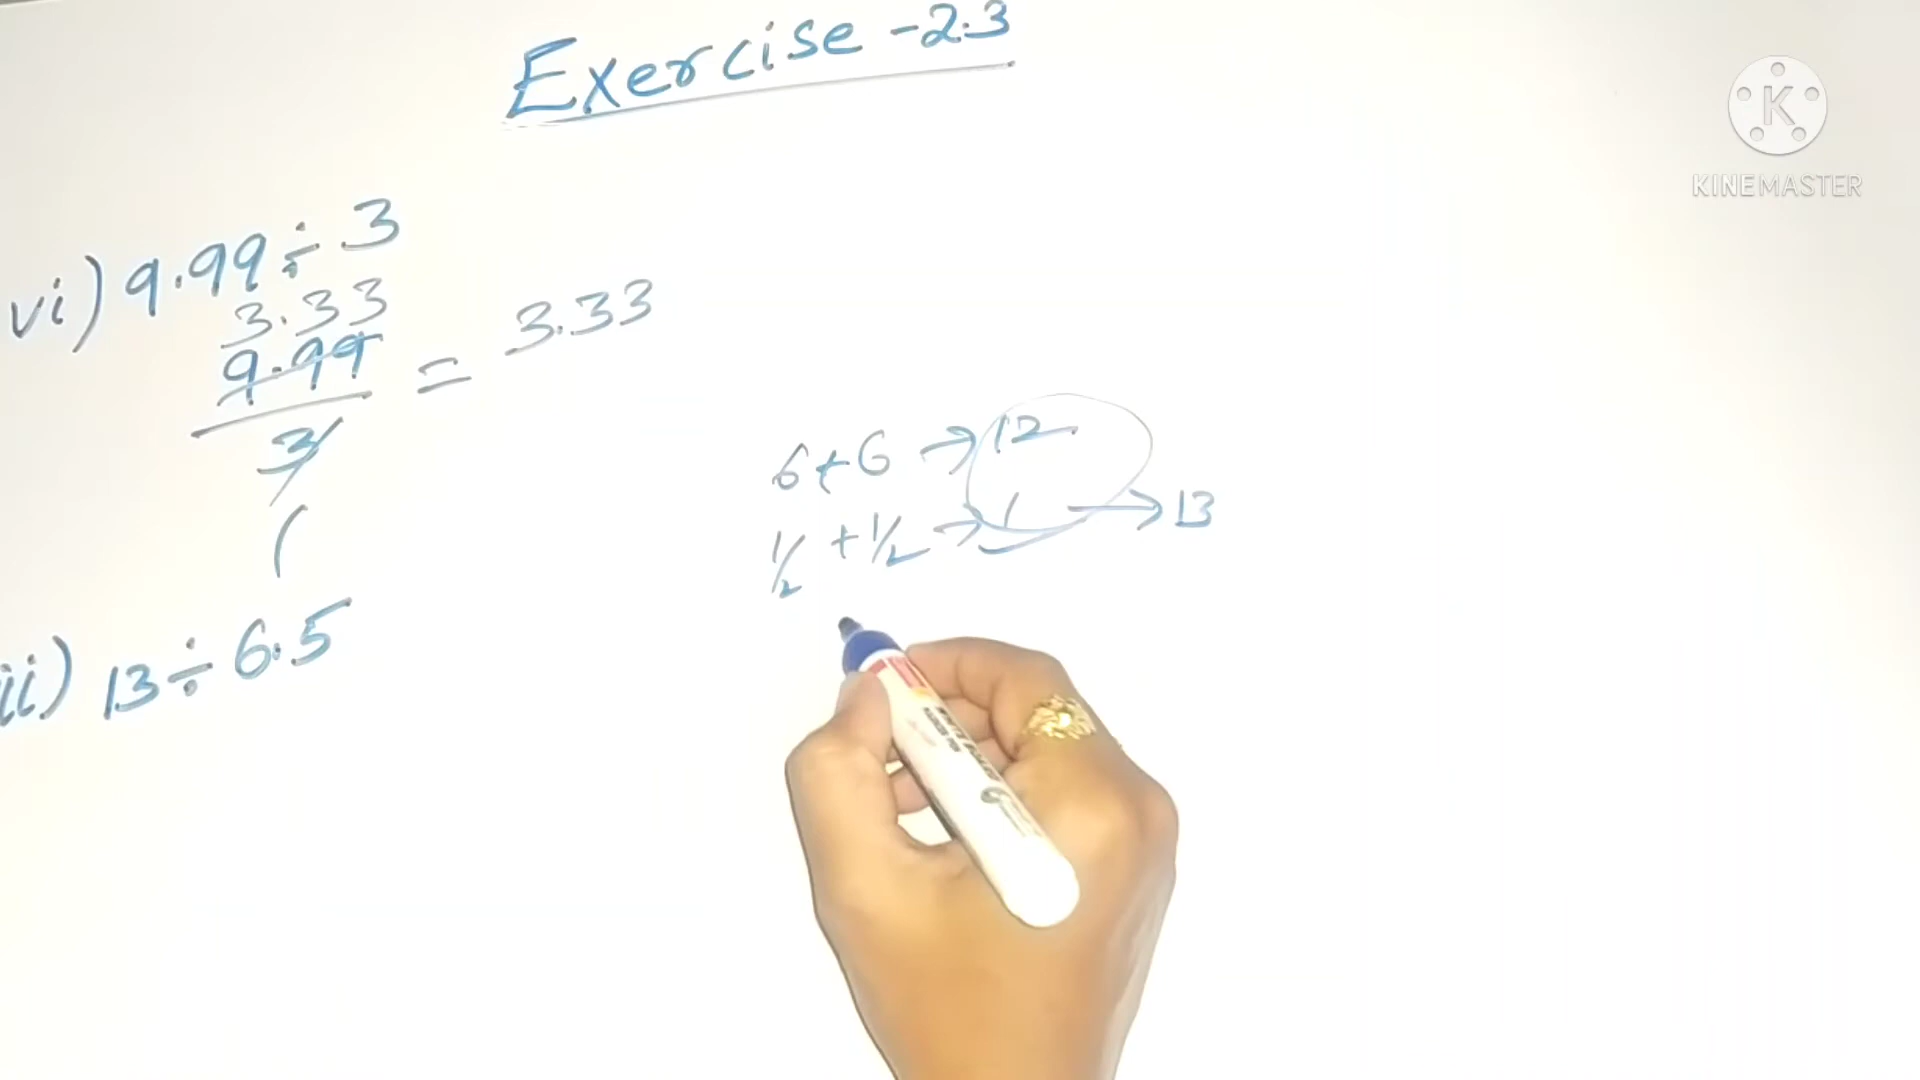 Exercise - 2.3
KINEMASTER
vi) 9.99 ÷ 3
3.33
9.99 = 3.33
3
1
6+6 → 12
1/2 + 1/2 → 1 → 13
ii) 13 ÷ 6.5